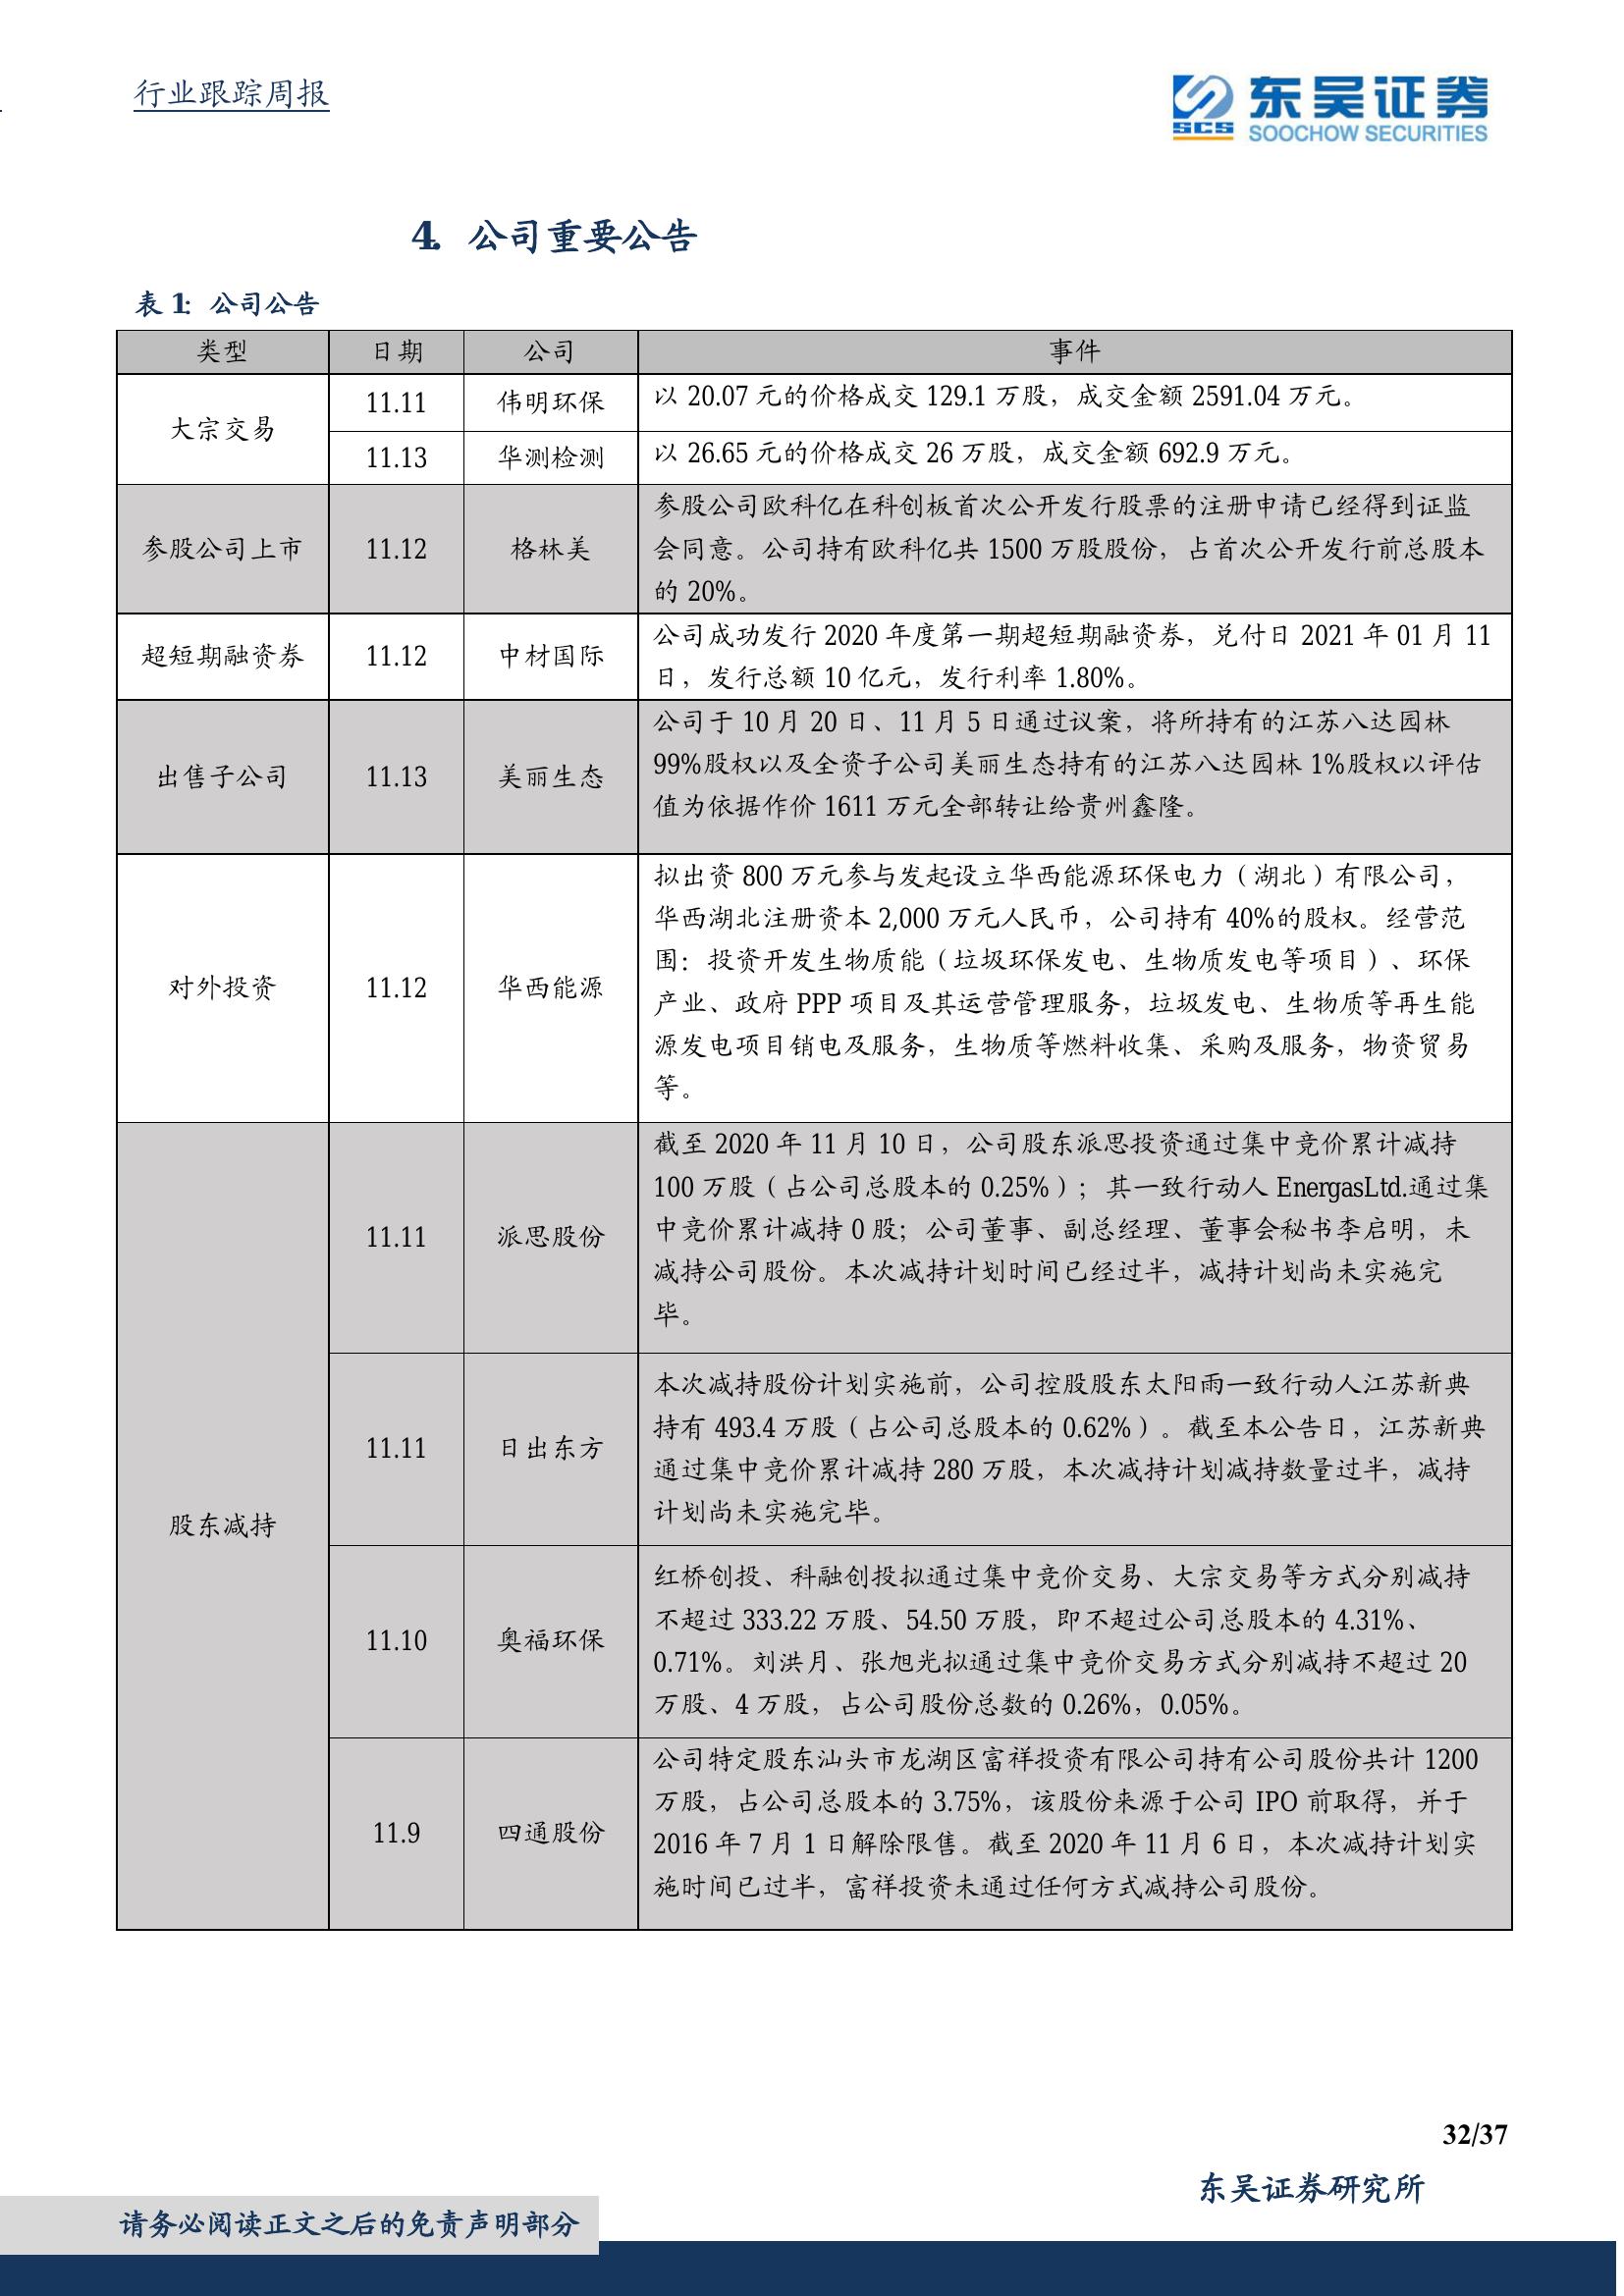 行业跟踪周报
SCS
东吴证券
SOOCHOW SECURITIES
4. 公司重要公告
表 1: 公司公告
类型 日期 公司 事件
大宗交易
11.11 伟明环保 以 20.07 元的价格成交 129.1 万股，成交金额 2591.04 万元。
11.13 华测检测 以 26.65 元的价格成交 26 万股，成交金额 692.9 万元。
参股公司上市 11.12 格林美
参股公司欧科亿在科创板首次公开发行股票的注册申请已经得到证监
会同意。公司持有欧科亿共 1500 万股股份，占首次公开发行前总股本
的 20%。
超短期融资券 11.12 中材国际
公司成功发行 2020 年度第一期超短期融资券，兑付日 2021 年 01 月 11
日，发行总额 10 亿元，发行利率 1.80%。
出售子公司 11.13 美丽生态
公司于 10 月 20 日、11 月 5 日通过议案，将所持有的江苏八达园林
99%股权以及全资子公司美丽生态持有的江苏八达园林 1%股权以评估
值为依据作价 1611 万元全部转让给贵州鑫隆。
对外投资 11.12 华西能源
拟出资 800 万元参与发起设立华西能源环保电力（湖北）有限公司，
华西湖北注册资本 2,000 万元人民币，公司持有 40%的股权。经营范
围：投资开发生物质能（垃圾环保发电、生物质发电等项目）、环保
产业、政府 PPP 项目及其运营管理服务，垃圾发电、生物质等再生能
源发电项目销电及服务，生物质等燃料收集、采购及服务，物资贸易
等。
股东减持
11.11 派思股份
截至 2020 年 11 月 10 日，公司股东派思投资通过集中竞价累计减持
100 万股（占公司总股本的 0.25%）；其一致行动人 EnergasLtd.通过集
中竞价累计减持 0 股；公司董事、副总经理、董事会秘书李启明，未
减持公司股份。本次减持计划时间已经过半，减持计划尚未实施完
毕。
11.11 日出东方
本次减持股份计划实施前，公司控股股东太阳雨一致行动人江苏新典
持有 493.4 万股（占公司总股本的 0.62%）。截至本公告日，江苏新典
通过集中竞价累计减持 280 万股，本次减持计划减持数量过半，减持
计划尚未实施完毕。
11.10 奥福环保
红桥创投、科融创投拟通过集中竞价交易、大宗交易等方式分别减持
不超过 333.22 万股、54.50 万股，即不超过公司总股本的 4.31%、
0.71%。刘洪月、张旭光拟通过集中竞价交易方式分别减持不超过 20
万股、4 万股，占公司股份总数的 0.26%，0.05%。
11.9 四通股份
公司特定股东汕头市龙湖区富祥投资有限公司持有公司股份共计 1200
万股，占公司总股本的 3.75%，该股份来源于公司 IPO 前取得，并于
2016 年 7 月 1 日解除限售。截至 2020 年 11 月 6 日，本次减持计划实
施时间已过半，富祥投资未通过任何方式减持公司股份。
32/37
东吴证券研究所
请务必阅读正文之后的免责声明部分